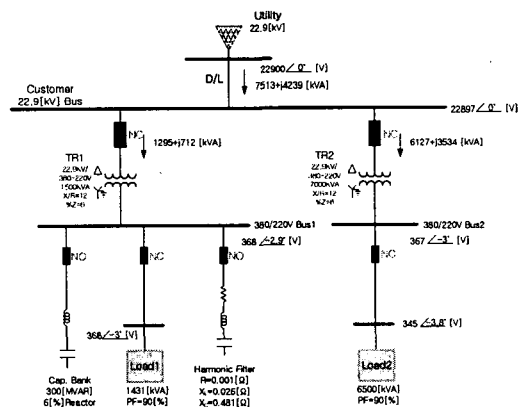 Utility
22.9[kV]
22900∠0° [V]
D/L
7513+j4239 [kVA]
Customer
22.9[kV] Bus
22897∠0° [V]
NC
1295+j712 [kVA]
NC
6127+j3534 [kVA]
TR1
22.9kV/
380-220V
1500kVA
X/R=12
%Z=6
TR2
22.9kV/
380-220V
7000kVA
X/R=12
%Z=6
380/220V Bus1
368∠-2.9° [V]
380/220V Bus2
367∠-3° [V]
NO
NC
NO
NC
368∠-3° [V]
345∠-3.8° [V]
Load1
Load2
Cap. Bank
300[MVAR]
6[%]Reactor
1431[kVA]
PF=90[%]
Harmonic Filter
R=0.001[Ω]
XL=0.026[Ω]
XC=0.481[Ω]
6500[kVA]
PF=90[%]